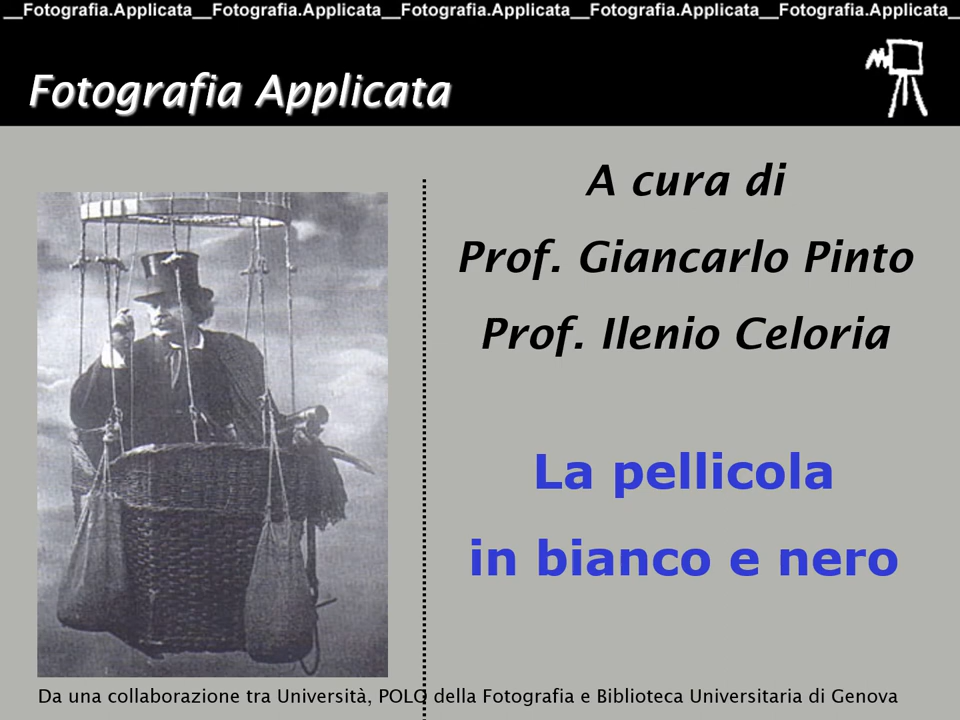 __Fotografia.Applicata__Fotografia.Applicata__Fotografia.Applicata__Fotografia.Applicata__Fotografia.Applicata_
Fotografia Applicata
A cura di
Prof. Giancarlo Pinto
Prof. Ilenio Celoria
La pellicola
in bianco e nero
Da una collaborazione tra Università, POLO della Fotografia e Biblioteca Universitaria di Genova